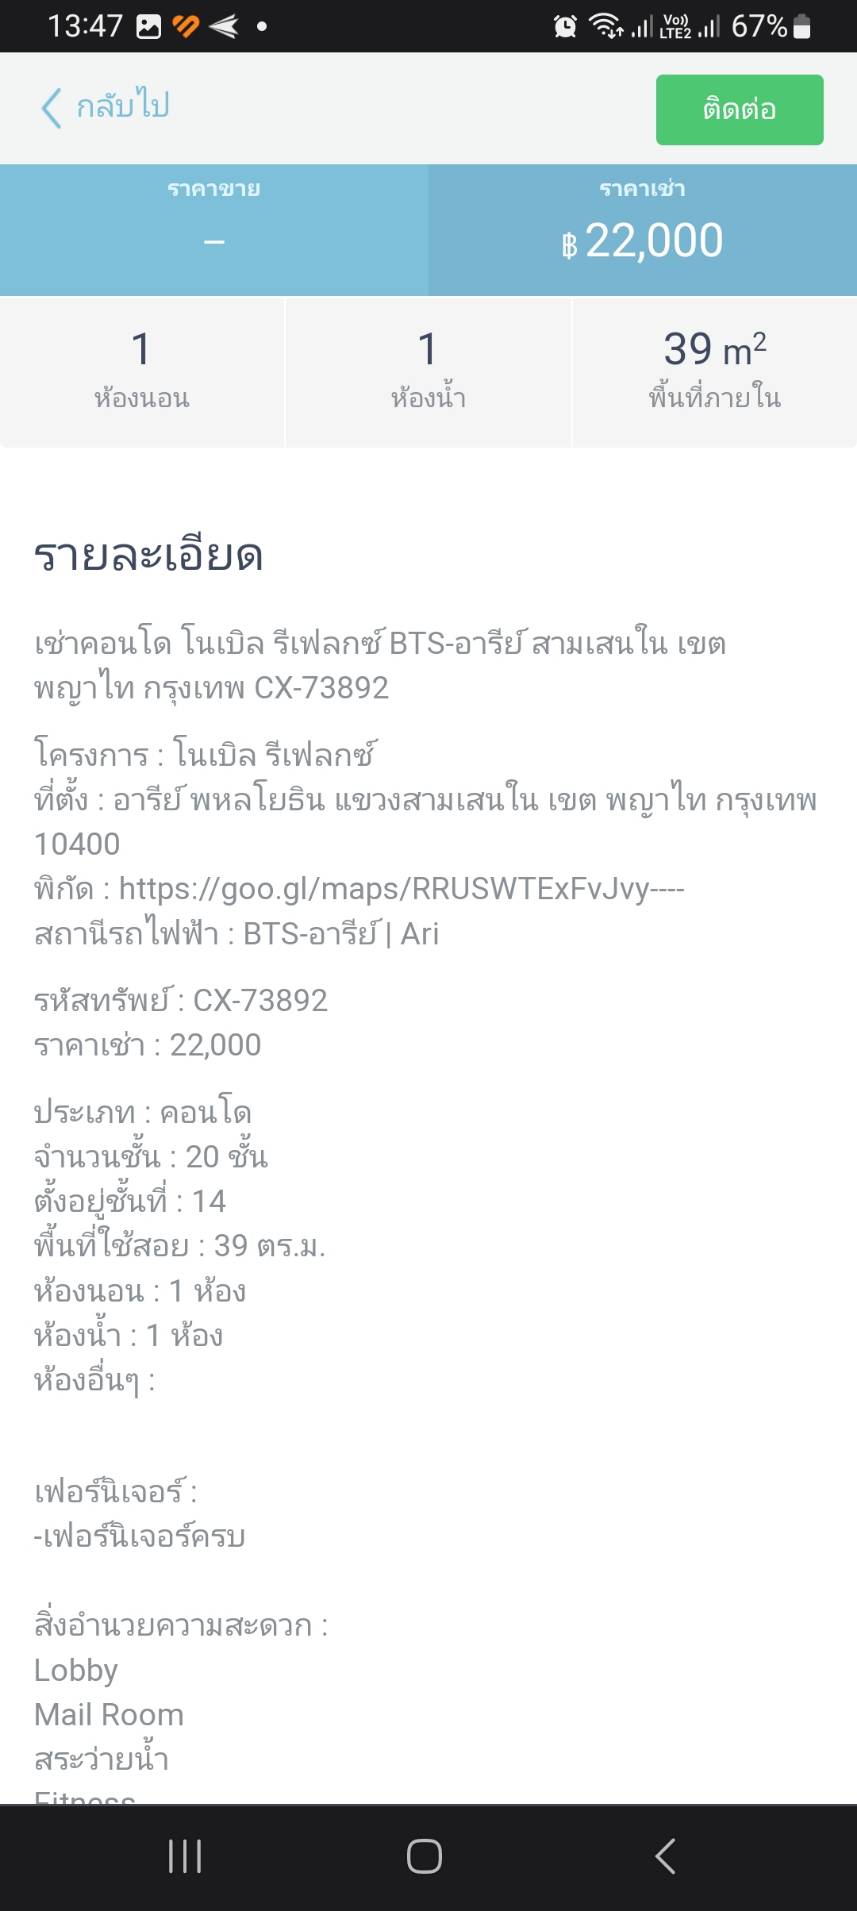 13:47
Vo)) LTE2 67%
กลับไป
ติดต่อ
ราคาขาย
ราคาเช่า
–
฿ 22,000
1
1
39 m²
ห้องนอน
ห้องน้ำ
พื้นที่ภายใน
รายละเอียด
เช่าคอนโด โนเบิล รีเฟลกซ์ BTS-อารีย์ สามเสนใน เขต
พญาไท กรุงเทพ CX-73892
โครงการ : โนเบิล รีเฟลกซ์
ที่ตั้ง : อารีย์ พหลโยธิน แขวงสามเสนใน เขต พญาไท กรุงเทพ
10400
พิกัด : https://goo.gl/maps/RRUSWTExFvJvy----
สถานีรถไฟฟ้า : BTS-อารีย์ | Ari
รหัสทรัพย์ : CX-73892
ราคาเช่า : 22,000
ประเภท : คอนโด
จำนวนชั้น : 20 ชั้น
ตั้งอยู่ชั้นที่ : 14
พื้นที่ใช้สอย : 39 ตร.ม.
ห้องนอน : 1 ห้อง
ห้องน้ำ : 1 ห้อง
ห้องอื่นๆ :
เฟอร์นิเจอร์ :
-เฟอร์นิเจอร์ครบ
สิ่งอำนวยความสะดวก :
Lobby
Mail Room
สระว่ายน้ำ
Fitness